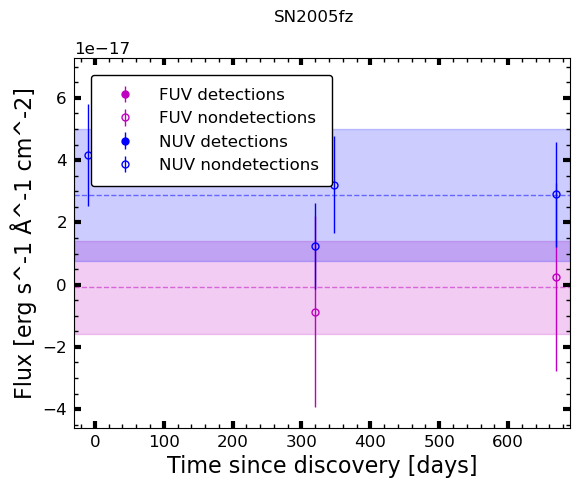 SN2005fz
1e−17
FUV detections
FUV nondetections
NUV detections
NUV nondetections
6
4
2
0
−2
−4
Flux [erg s^-1 Å^-1 cm^-2]
0 100 200 300 400 500 600
Time since discovery [days]